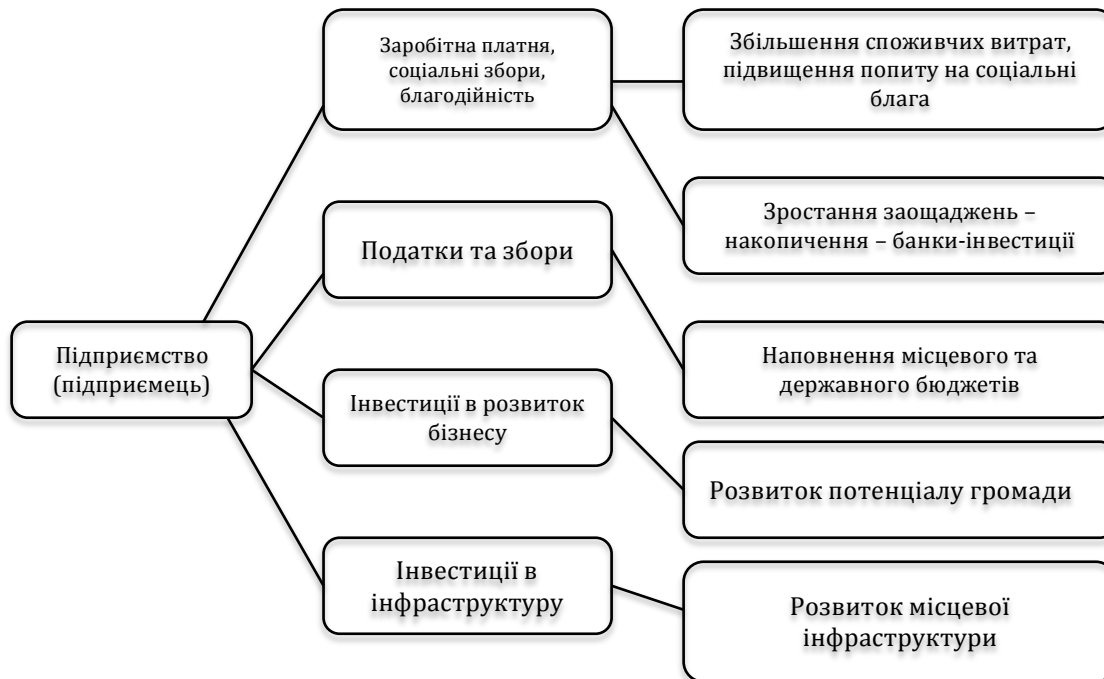 Заробітна платня,
соціальні збори,
благодійність
Збільшення споживчих витрат,
підвищення попиту на соціальні
блага
Зростання заощаджень –
накопичення – банки-інвестиції
Податки та збори
Підприємство
(підприємець)
Наповнення місцевого та
державного бюджетів
Інвестиції в розвиток
бізнесу
Розвиток потенціалу громади
Інвестиції в
інфраструктуру
Розвиток місцевої
інфраструктури